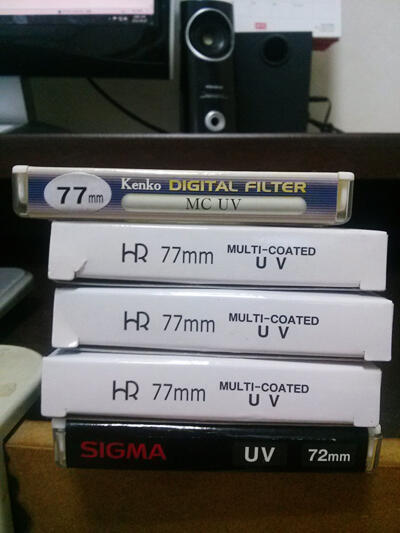 77mm Kenko DIGITAL FILTER
MC UV
HR 77mm MULTI-COATED
U V
HR 77mm MULTI-COATED
U V
HR 77mm MULTI-COATED
U V
SIGMA UV 72mm